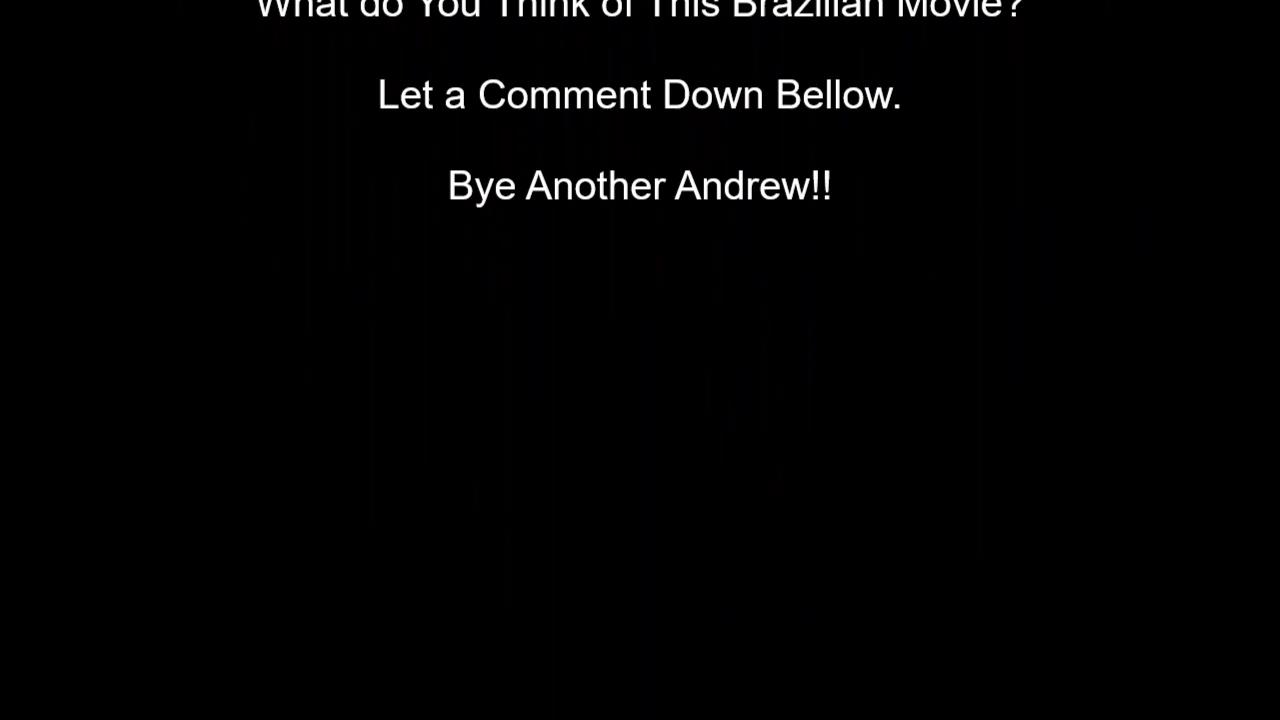 What do You Think of This Brazilian Movie?
Let a Comment Down Bellow.
Bye Another Andrew!!